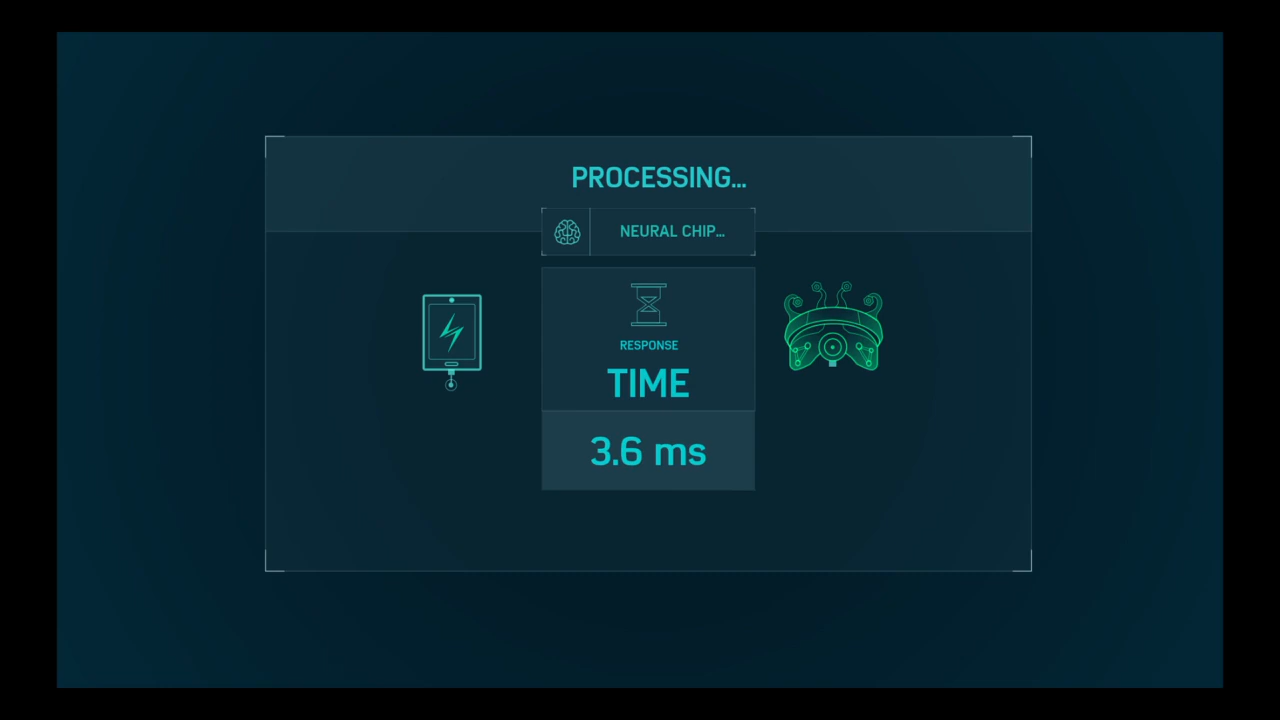 PROCESSING...
NEURAL CHIP...
RESPONSE
TIME
3.6 ms